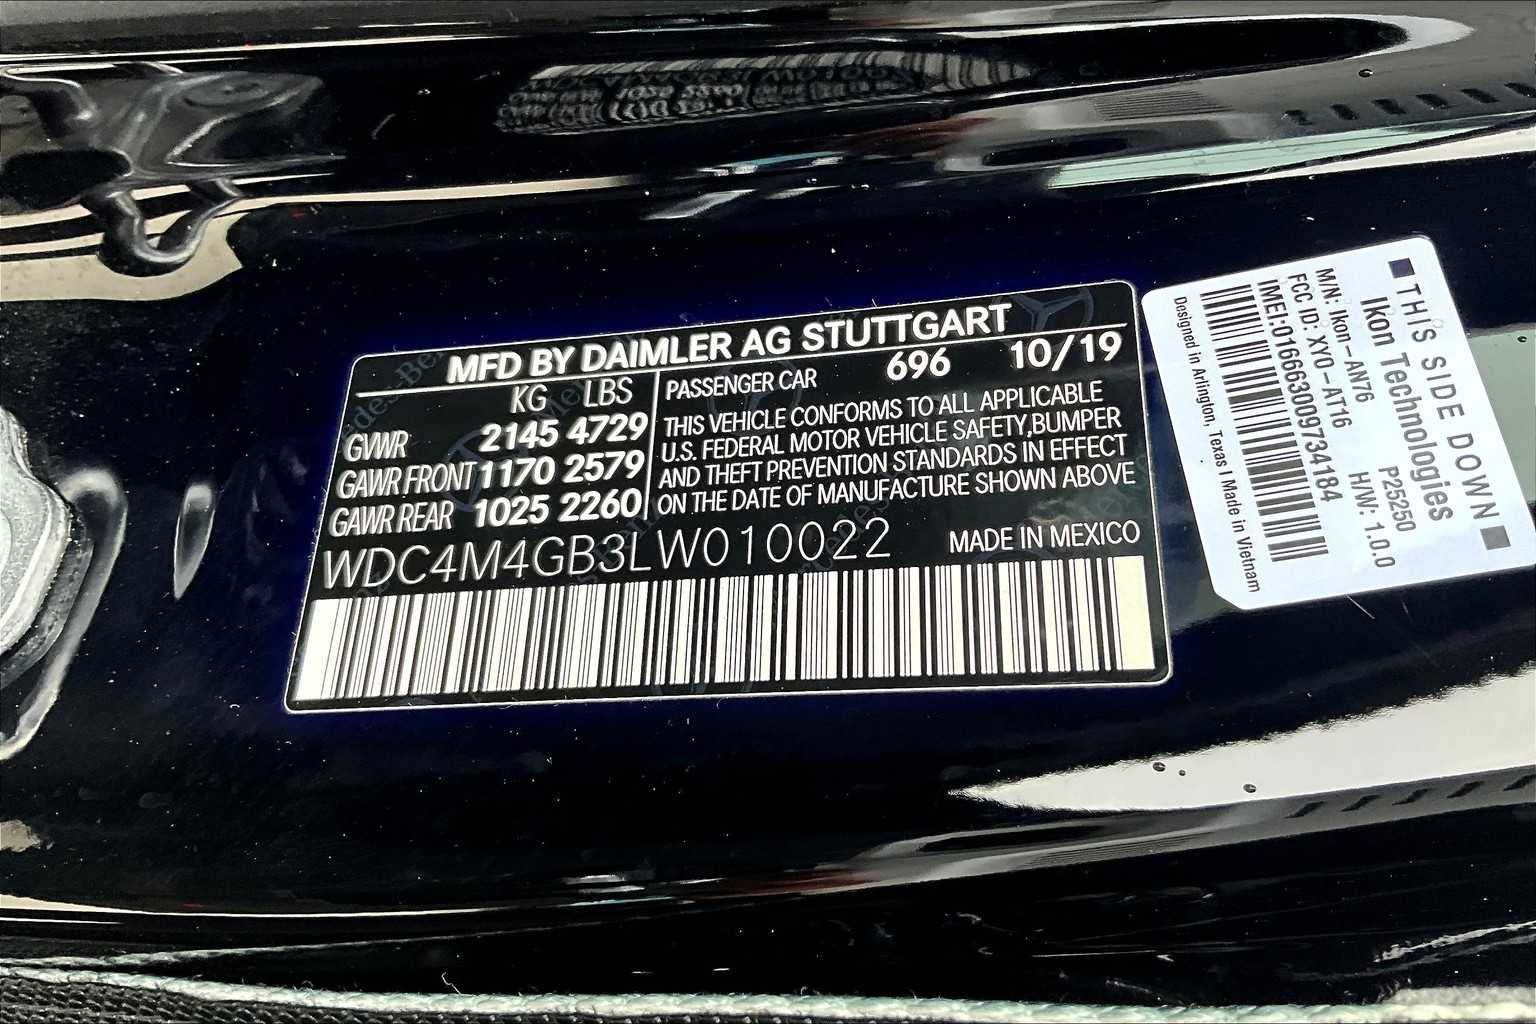 MFD BY DAIMLER AG STUTTGART
KG LBS
GVWR 2145 4729
GAWR FRONT 1170 2579
GAWR REAR 1025 2260
PASSENGER CAR 696 10/19
THIS VEHICLE CONFORMS TO ALL APPLICABLE
U.S. FEDERAL MOTOR VEHICLE SAFETY,BUMPER
AND THEFT PREVENTION STANDARDS IN EFFECT
ON THE DATE OF MANUFACTURE SHOWN ABOVE
WDC4M4GB3LW010022 MADE IN MEXICO
THIS SIDE DOWN
Ikon Technologies
M/N: Ikon-AN76 P25250
FCC ID: XYO-AT16 H/W: 1.0.0
IMEI:016663009734184
Designed in Arlington, Texas | Made in Vietnam